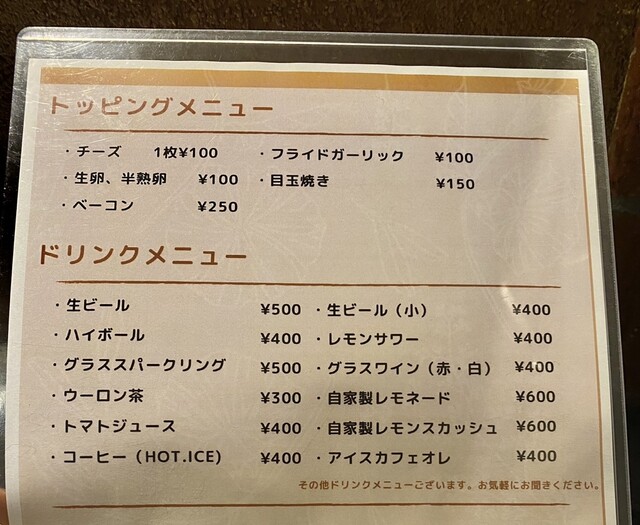 トッピングメニュー
・チーズ 1枚¥100 ・フライドガーリック ¥100
・生卵、半熟卵 ¥100 ・目玉焼き ¥150
・ベーコン ¥250
ドリンクメニュー
・生ビール ¥500 ・生ビール（小） ¥400
・ハイボール ¥400 ・レモンサワー ¥400
・グラススパークリング ¥500 ・グラスワイン（赤・白） ¥400
・ウーロン茶 ¥300 ・自家製レモネード ¥600
・トマトジュース ¥400 ・自家製レモンスカッシュ ¥600
・コーヒー（HOT.ICE） ¥400 ・アイスカフェオレ ¥400
その他ドリンクメニューございます。お気軽にお聞きください。